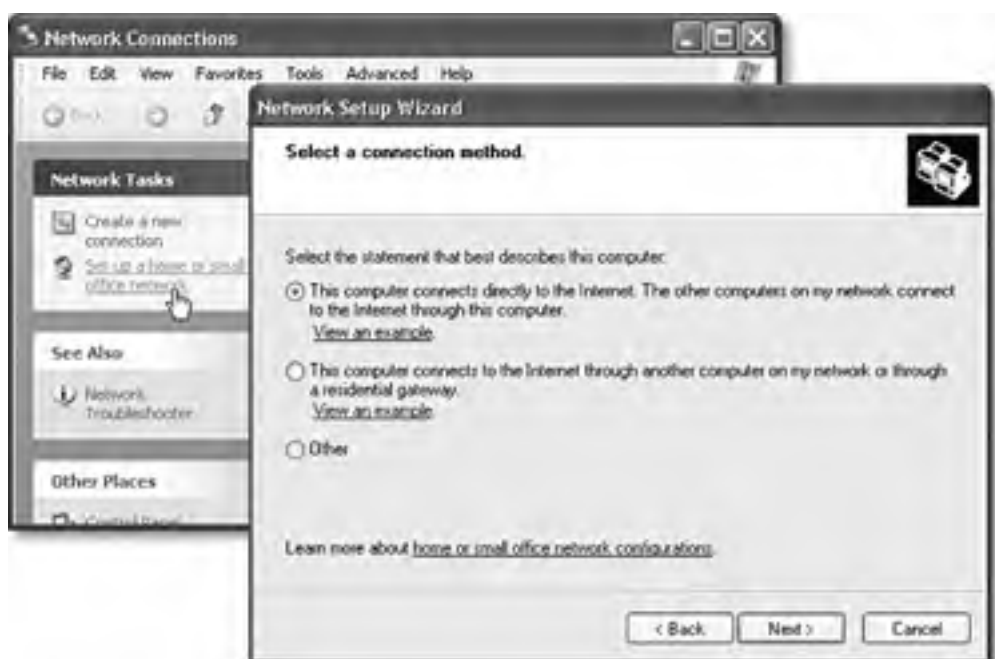 Network Connections
File Edit View Favorites Tools Advanced Help
Back
Network Tasks
Create a new
connection
Set up a home or small
office network
See Also
Network
Troubleshooter
Other Places
Control Panel
Network Setup Wizard
Select a connection method.
Select the statement that best describes this computer:
This computer connects directly to the Internet. The other computers on my network connect
to the Internet through this computer.
View an example.
This computer connects to the Internet through another computer on my network or through
a residential gateway.
View an example.
Other
Learn more about home or small office network configurations.
< Back
Next >
Cancel